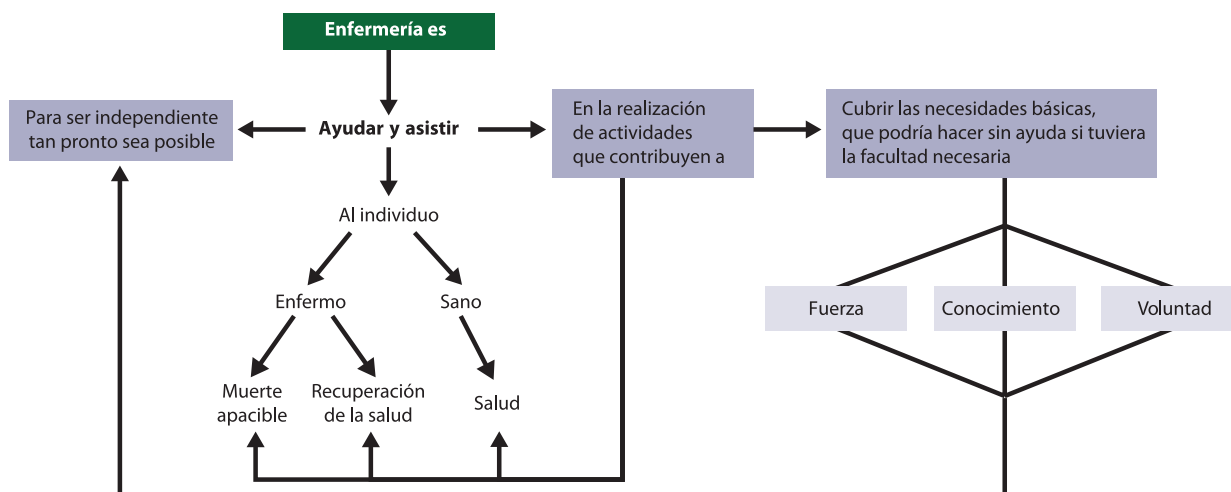 Enfermería es
Para ser independiente
tan pronto sea posible
Ayudar y asistir
En la realización
de actividades
que contribuyen a
Cubrir las necesidades básicas,
que podría hacer sin ayuda si tuviera
la facultad necesaria
Al individuo
Enfermo
Sano
Fuerza
Conocimiento
Voluntad
Muerte
apacible
Recuperación
de la salud
Salud